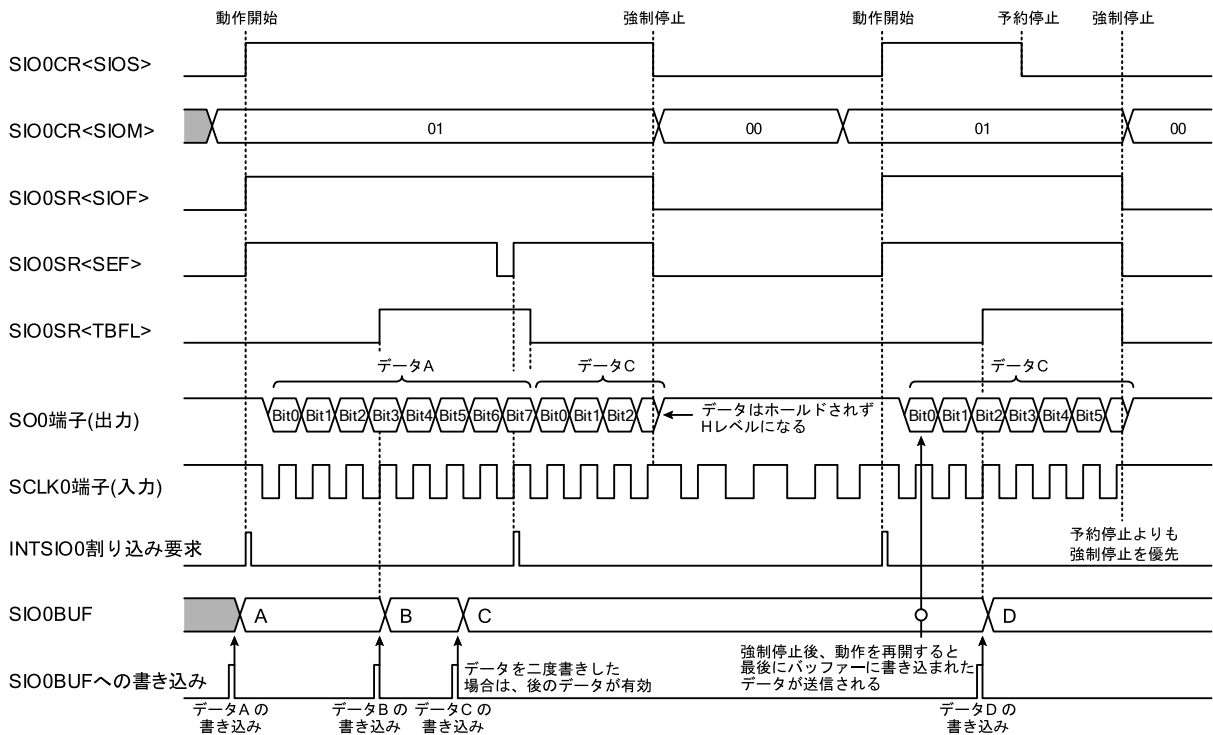 動作開始
強制停止
動作開始
予約停止
強制停止
SIO0CR<SIOS>
SIO0CR<SIOM>
01
00
01
00
SIO0SR<SIOF>
SIO0SR<SEF>
SIO0SR<TBFL>
データA
データC
データC
SO0端子(出力)
Bit0 Bit1 Bit2 Bit3 Bit4 Bit5 Bit6 Bit7 Bit0 Bit1 Bit2
データはホールドされず
Hレベルになる
Bit0 Bit1 Bit2 Bit3 Bit4 Bit5
SCLK0端子(入力)
INTSIO0割り込み要求
予約停止よりも
強制停止を優先
SIO0BUF
A
B
C
D
SIO0BUFへの書き込み
データを二度書きした
場合は、後のデータが有効
強制停止後、動作を再開すると
最後にバッファーに書き込まれた
データが送信される
データA の
書き込み
データB の
書き込み
データC の
書き込み
データD の
書き込み